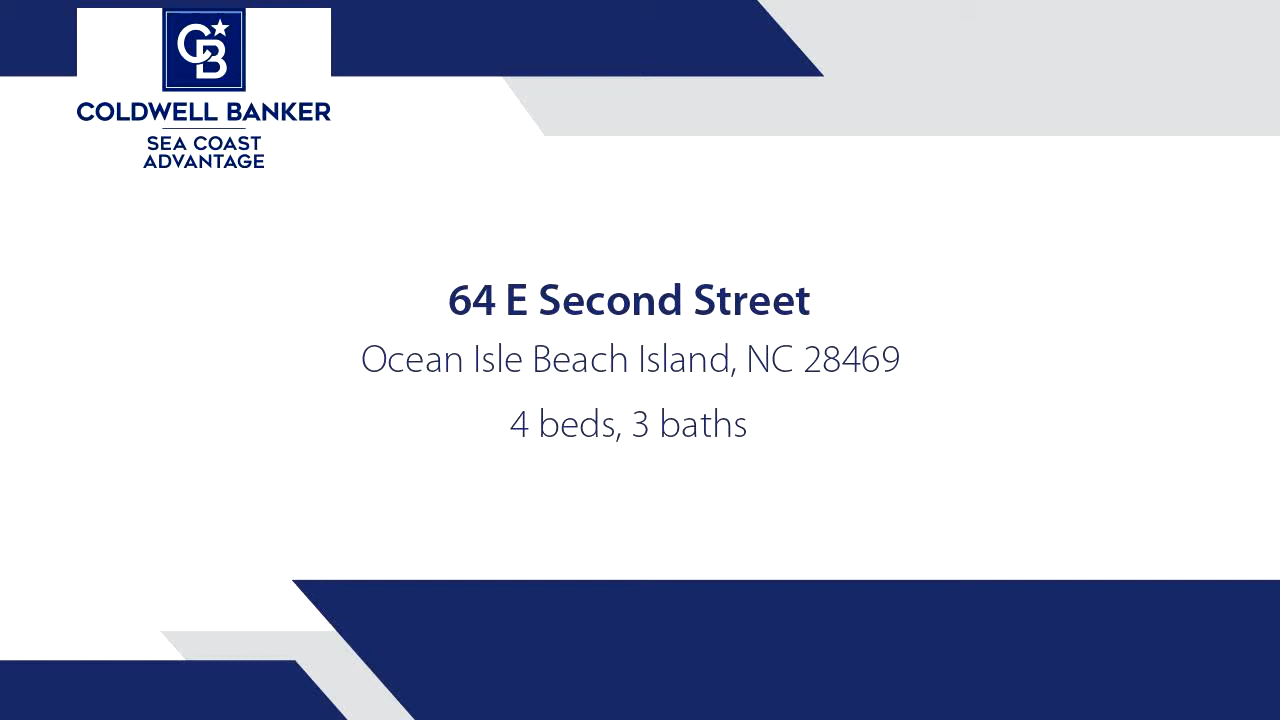 CB
COLDWELL BANKER
SEA COAST
ADVANTAGE
64 E Second Street
Ocean Isle Beach Island, NC 28469
4 beds, 3 baths